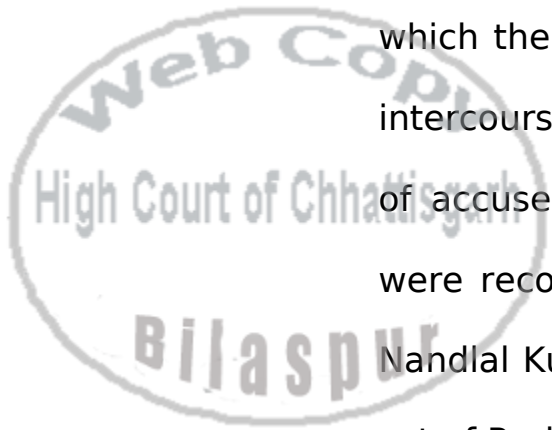 Web Copy
High Court of Chhattisgarh
Bilaspur
which the
intercours
of accuse
were reco
Nandlal Ku